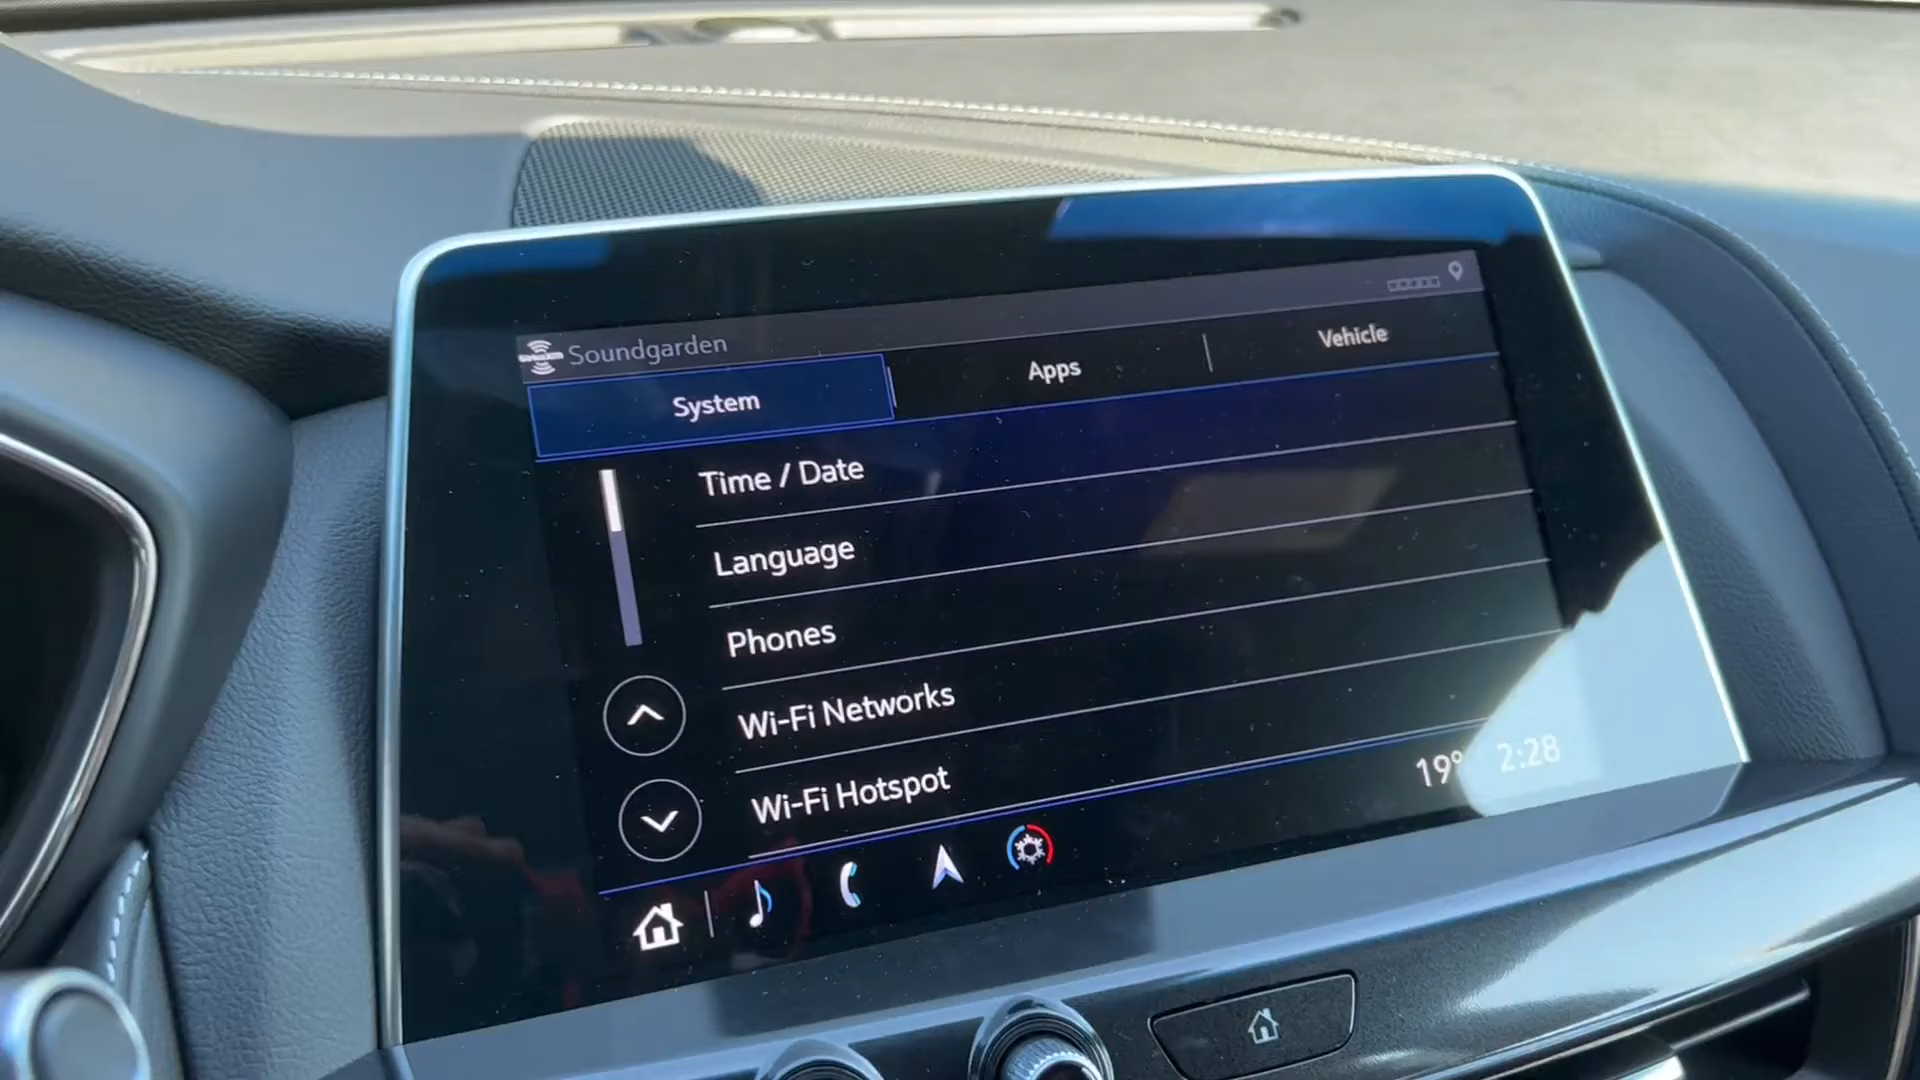 Soundgarden
System
Apps
Vehicle
Time / Date
Language
Phones
Wi-Fi Networks
Wi-Fi Hotspot
19°
2:28